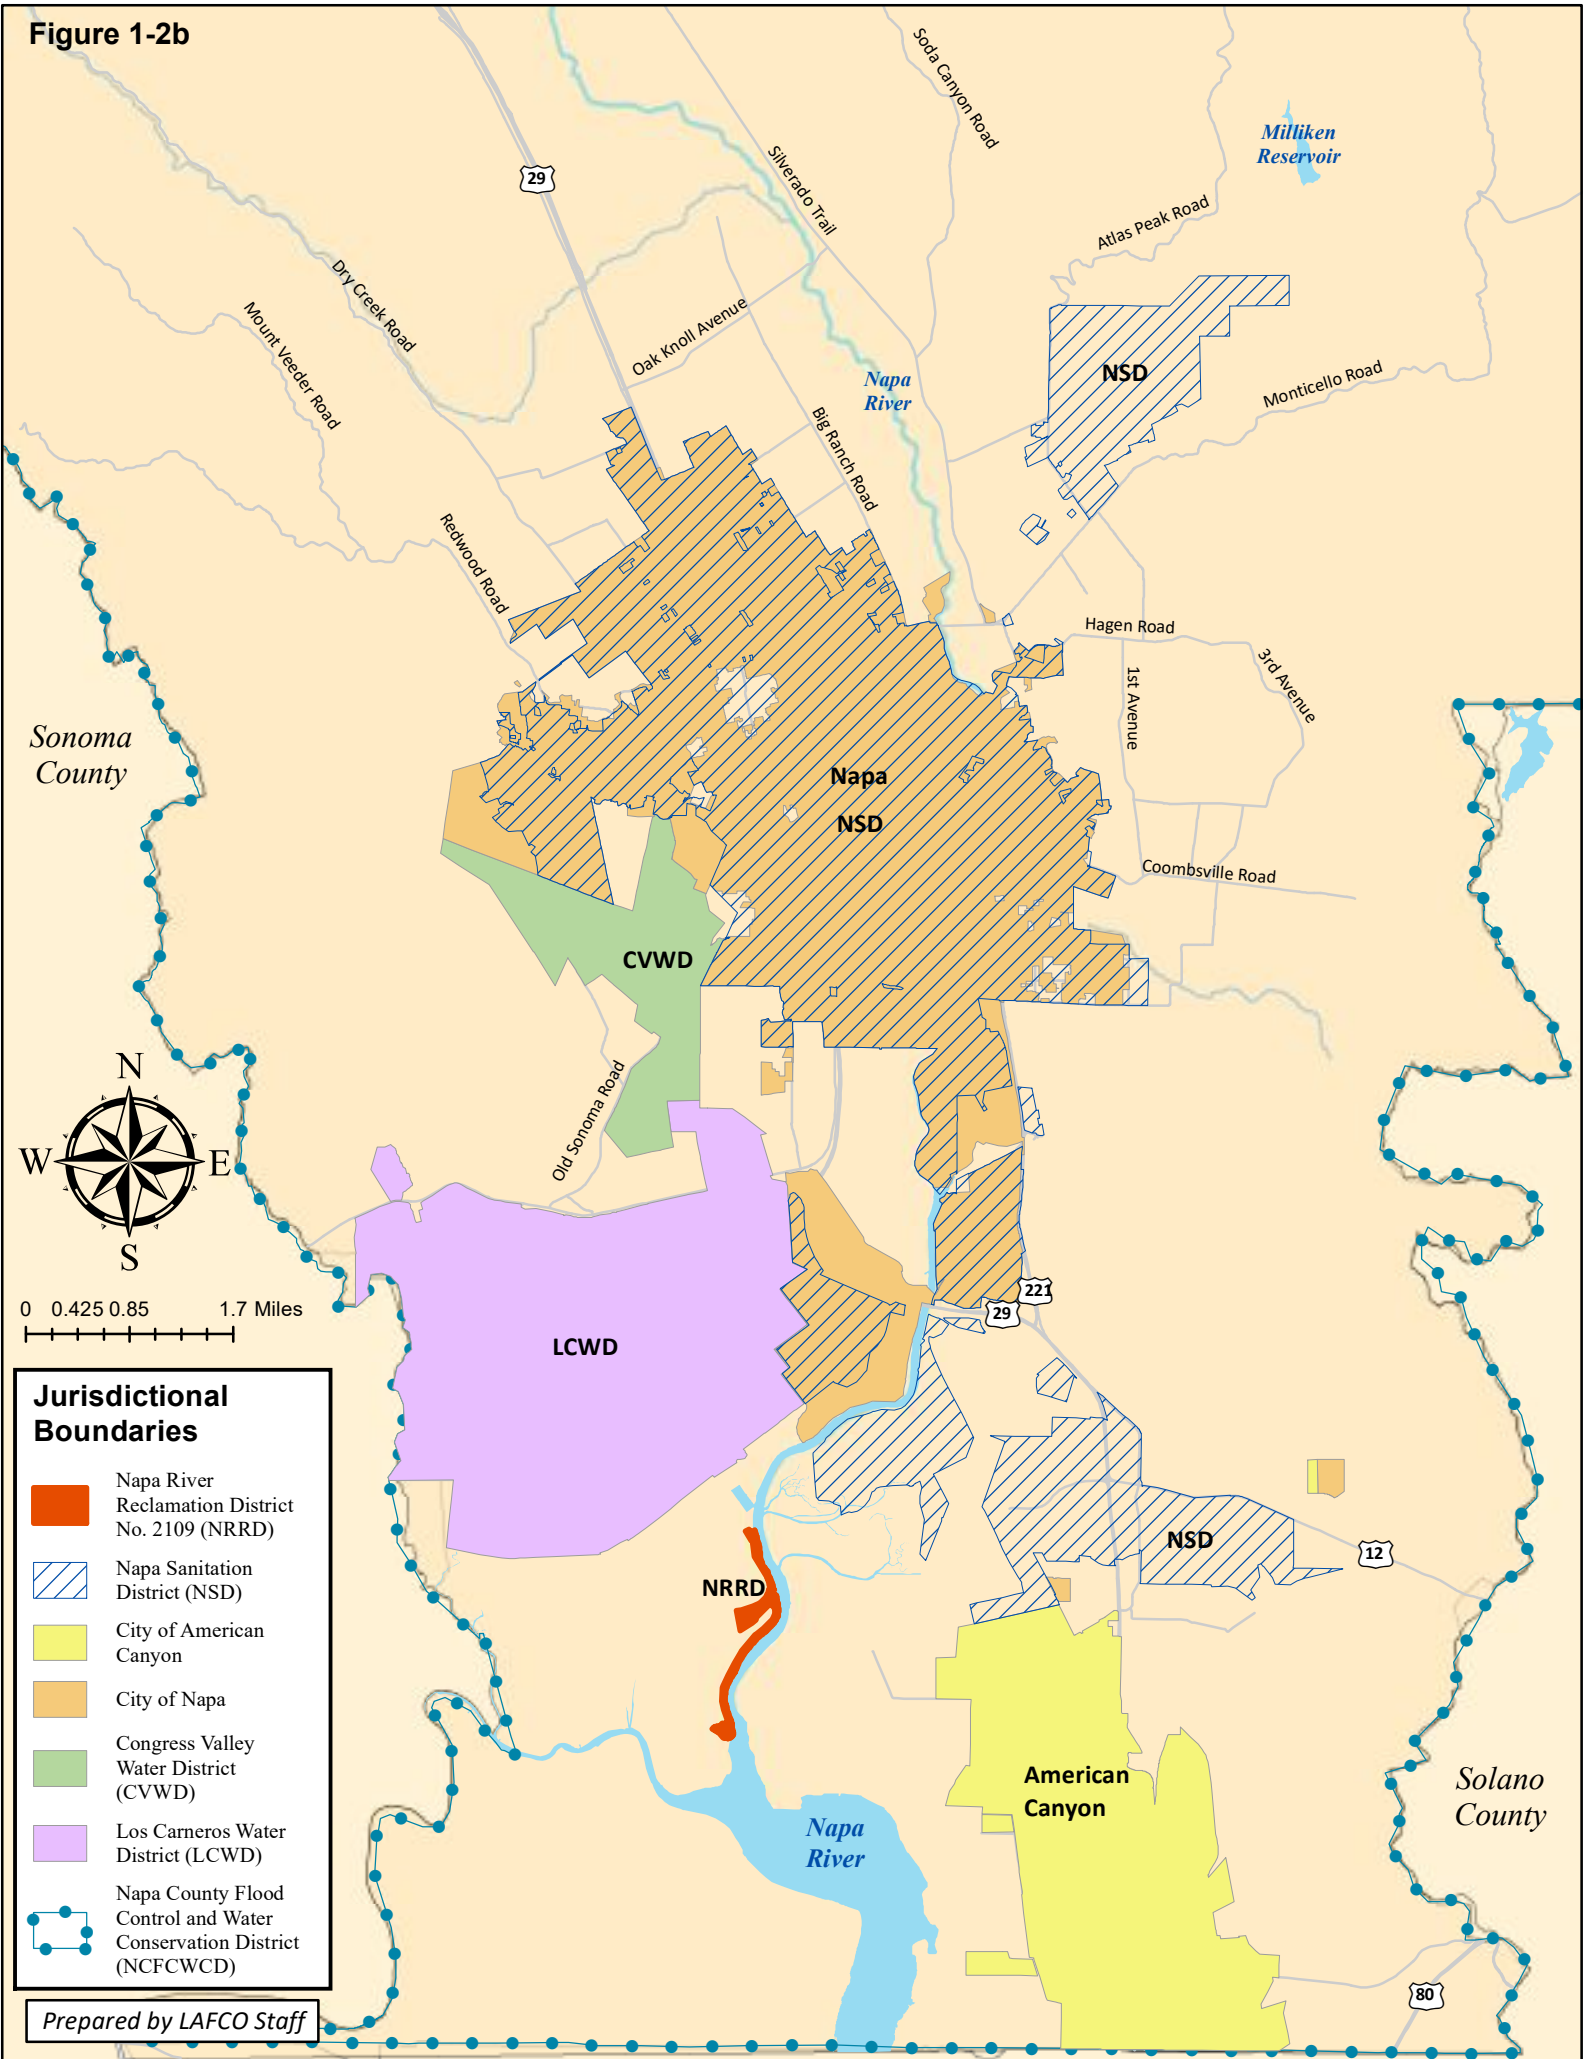 Figure 1-2b
Soda Canyon Road
Milliken
Reservoir
29
Silverado Trail
Atlas Peak Road
Dry Creek Road
Mount Veeder Road
Oak Knoll Avenue
NSD
Napa
River
Monticello Road
Big Ranch Road
Redwood Road
Hagen Road
3rd Avenue
1st Avenue
Sonoma
County
Napa
NSD
Coombsville Road
CVWD
Old Sonoma Road
N
W
E
S
0 0.425 0.85 1.7 Miles
221
29
LCWD
Jurisdictional
Boundaries
Napa River
Reclamation District
No. 2109 (NRRD)
Napa Sanitation
District (NSD)
City of American
Canyon
City of Napa
Congress Valley
Water District
(CVWD)
Los Carneros Water
District (LCWD)
Napa County Flood
Control and Water
Conservation District
(NCFCWCD)
NSD
12
NRRD
American
Canyon
Solano
County
Napa
River
80
Prepared by LAFCO Staff